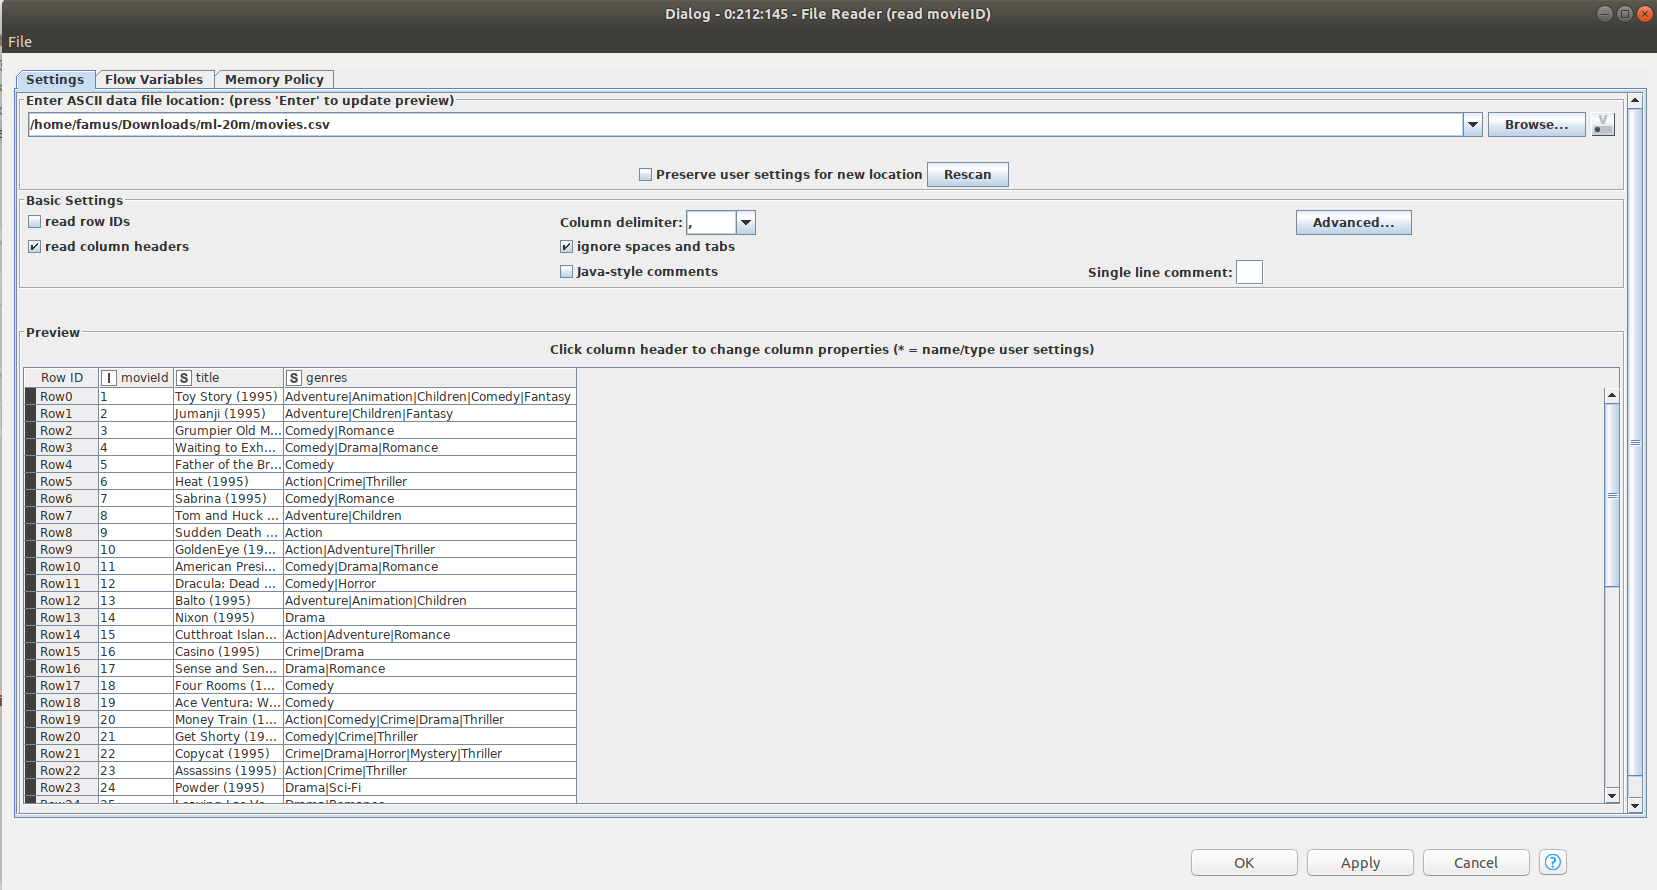 Dialog - 0:212:145 - File Reader (read movieID)
File
Settings Flow Variables Memory Policy
Enter ASCII data file location: (press 'Enter' to update preview)
/home/famus/Downloads/ml-20m/movies.csv Browse... V
Preserve user settings for new location Rescan
Basic Settings
read row IDs Column delimiter: , Advanced...
read column headers ignore spaces and tabs
Java-style comments Single line comment:
Preview
Click column header to change column properties (* = name/type user settings)
Row ID I movieId S title S genres
Row0 1 Toy Story (1995) Adventure|Animation|Children|Comedy|Fantasy
Row1 2 Jumanji (1995) Adventure|Children|Fantasy
Row2 3 Grumpier Old M... Comedy|Romance
Row3 4 Waiting to Exh... Comedy|Drama|Romance
Row4 5 Father of the Br... Comedy
Row5 6 Heat (1995) Action|Crime|Thriller
Row6 7 Sabrina (1995) Comedy|Romance
Row7 8 Tom and Huck ... Adventure|Children
Row8 9 Sudden Death ... Action
Row9 10 GoldenEye (19... Action|Adventure|Thriller
Row10 11 American Presi... Comedy|Drama|Romance
Row11 12 Dracula: Dead ... Comedy|Horror
Row12 13 Balto (1995) Adventure|Animation|Children
Row13 14 Nixon (1995) Drama
Row14 15 Cutthroat Islan... Action|Adventure|Romance
Row15 16 Casino (1995) Crime|Drama
Row16 17 Sense and Sen... Drama|Romance
Row17 18 Four Rooms (1... Comedy
Row18 19 Ace Ventura: W... Comedy
Row19 20 Money Train (1... Action|Comedy|Crime|Drama|Thriller
Row20 21 Get Shorty (19... Comedy|Crime|Thriller
Row21 22 Copycat (1995) Crime|Drama|Horror|Mystery|Thriller
Row22 23 Assassins (1995) Action|Crime|Thriller
Row23 24 Powder (1995) Drama|Sci-Fi
OK Apply Cancel ?